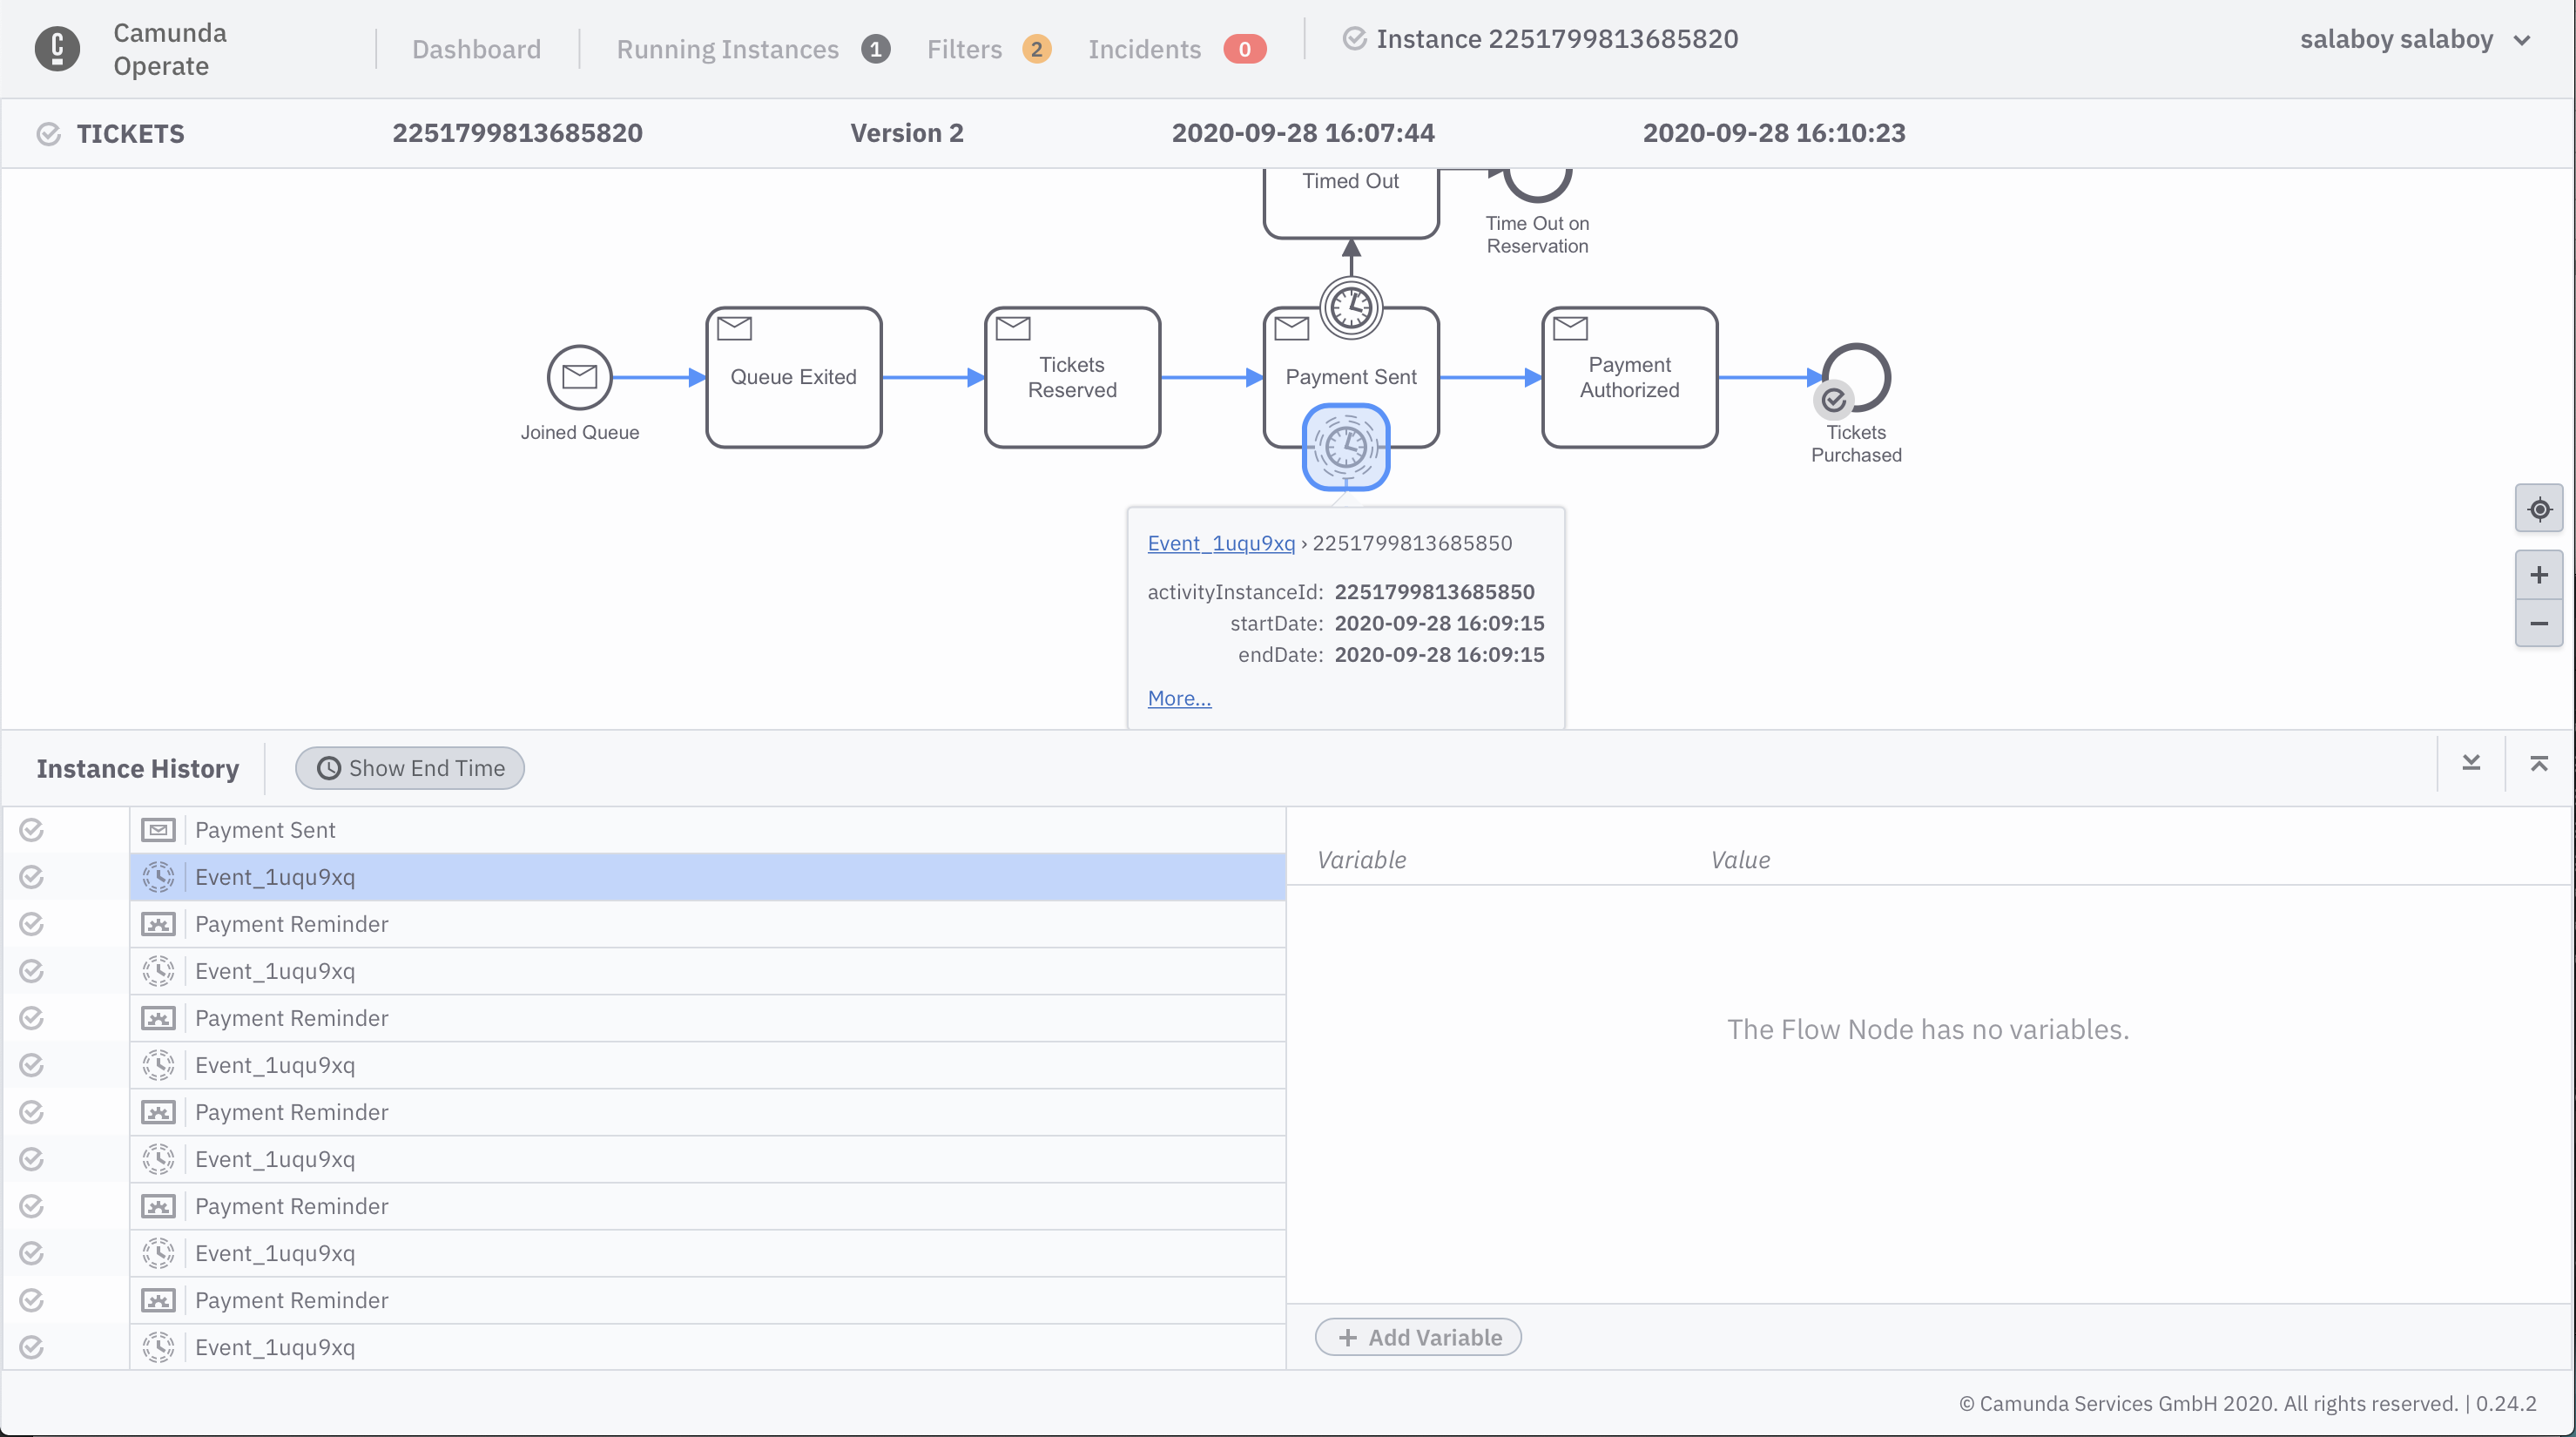 Camunda
Operate
Dashboard
Running Instances 1
Filters 2
Incidents 0
Instance 2251799813685820
salaboy salaboy
TICKETS 2251799813685820 Version 2 2020-09-28 16:07:44 2020-09-28 16:10:23
Timed Out
Time Out on
Reservation
Joined Queue
Queue Exited
Tickets
Reserved
Payment Sent
Payment
Authorized
Tickets
Purchased
Event_1uqu9xq › 2251799813685850
activityInstanceId: 2251799813685850
startDate: 2020-09-28 16:09:15
endDate: 2020-09-28 16:09:15
More...
Instance History
Show End Time
Payment Sent
Event_1uqu9xq
Payment Reminder
Event_1uqu9xq
Payment Reminder
Event_1uqu9xq
Payment Reminder
Event_1uqu9xq
Payment Reminder
Event_1uqu9xq
Payment Reminder
Event_1uqu9xq
Variable Value
The Flow Node has no variables.
+ Add Variable
© Camunda Services GmbH 2020. All rights reserved. | 0.24.2